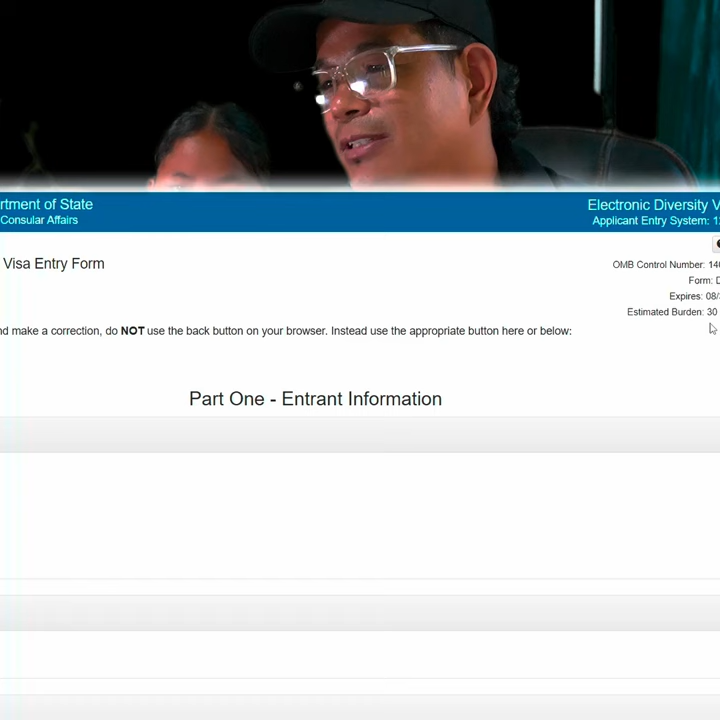 rtment of State
Electronic Diversity V
Consular Affairs
Applicant Entry System:
Visa Entry Form
OMB Control Number:
Form:
Expires: 08/
Estimated Burden: 30
nd make a correction, do NOT use the back button on your browser. Instead use the appropriate button here or below:
Part One - Entrant Information